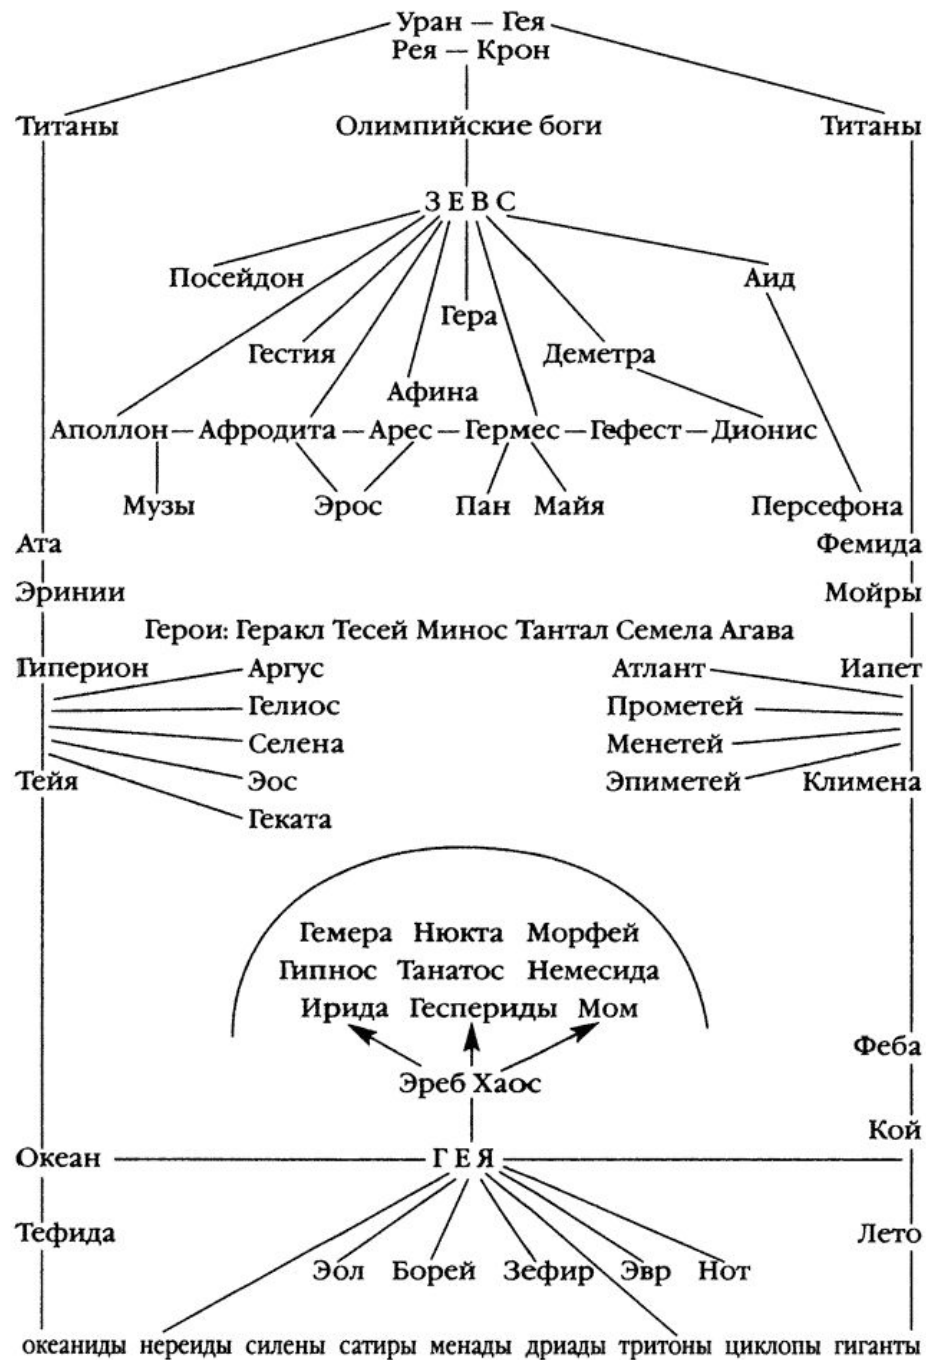 Уран — Гея
Рея — Крон
Титаны Олимпийские боги Титаны
ЗЕВС
Посейдон Аид
Гера
Гестия Деметра
Афина
Аполлон — Афродита — Арес — Гермес — Гефест — Дионис
Музы Эрос Пан Майя Персефона
Ата Фемида
Эринии Мойры
Герои: Геракл Тесей Минос Тантал Семела Агава
Гиперион Аргус Атлант Иапет
Гелиос Прометей
Селена Менетей
Тейя Эос Эпиметей Климена
Геката
Гемера Нюкта Морфей
Гипнос Танатос Немесида
Ирида Геспериды Мом
Феба
Эреб Хаос
Кой
Океан ГЕЯ
Тефида Лето
Эол Борей Зефир Эвр Нот
океаниды нереиды силены сатиры менады дриады тритоны циклопы гиганты